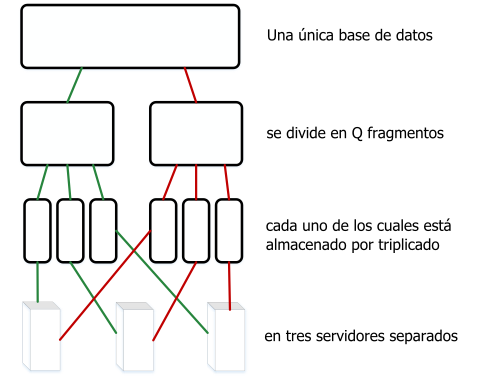 Una única base de datos
se divide en Q fragmentos
cada uno de los cuales está
almacenado por triplicado
en tres servidores separados